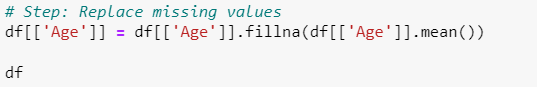 # Step: Replace missing values
df[['Age']] = df[['Age']].fillna(df[['Age']].mean())
df